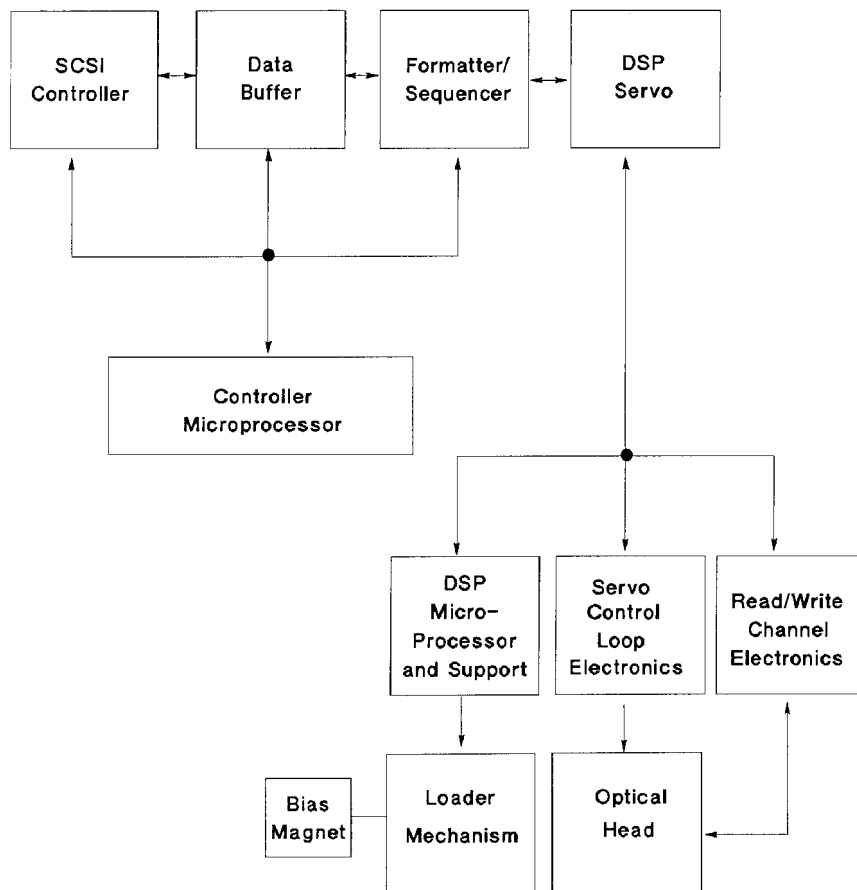 SCSI
Controller
Data
Buffer
Formatter/
Sequencer
DSP
Servo
Controller
Microprocessor
DSP
Micro-
Processor
and Support
Servo
Control
Loop
Electronics
Read/Write
Channel
Electronics
Bias
Magnet
Loader
Mechanism
Optical
Head